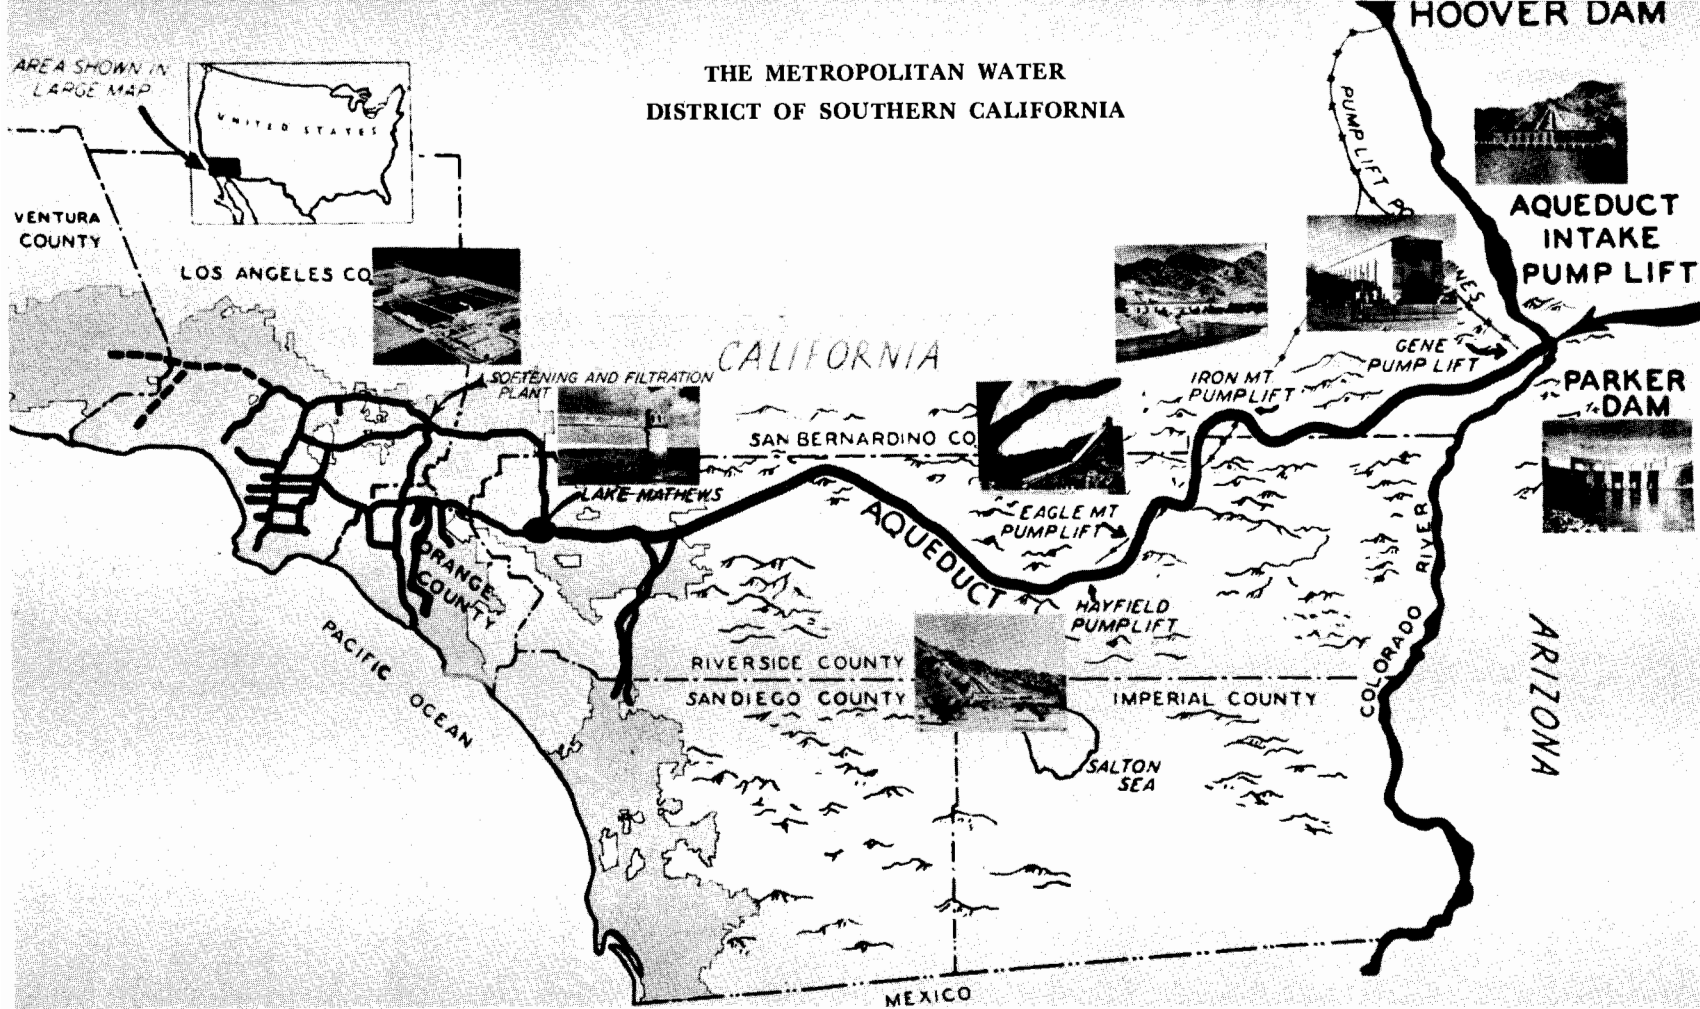 HOOVER DAM
AREA SHOWN IN
LARGE MAP
THE METROPOLITAN WATER
DISTRICT OF SOUTHERN CALIFORNIA
UNITED STATES
PUMP LIFT
VENTURA
COUNTY
LOS ANGELES CO
AQUEDUCT
INTAKE
PUMP LIFT
CALIFORNIA
GENE
PUMP LIFT
SOFTENING AND FILTRATION
PLANT
IRON MT.
PUMPLIFT
PARKER
DAM
SAN BERNARDINO CO
LAKE MATHEWS
EAGLE MT
PUMPLIFT
AQUEDUCT
ORANGE
COUNTY
HAYFIELD
PUMPLIFT
COLORADO RIVER
ARIZONA
PACIFIC OCEAN
RIVERSIDE COUNTY
SAN DIEGO COUNTY
IMPERIAL COUNTY
SALTON
SEA
MEXICO